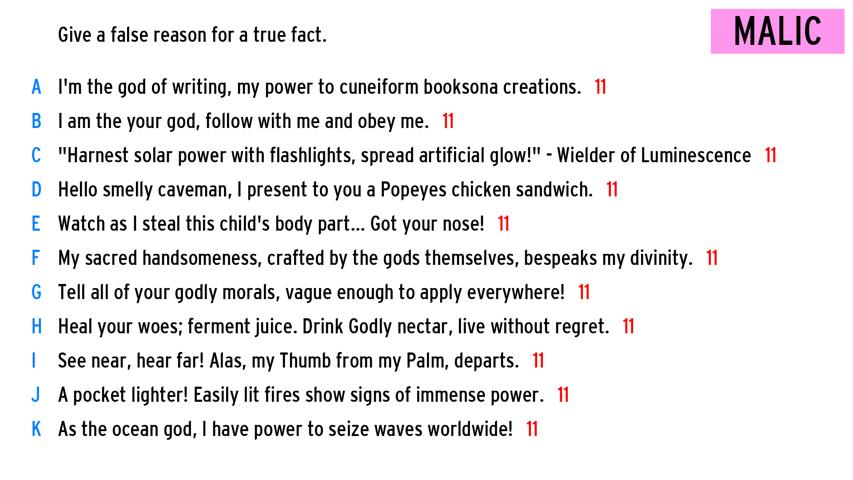 Give a false reason for a true fact.
MALIC
A I'm the god of writing, my power to cuneiform booksona creations. 11
B I am the your god, follow with me and obey me. 11
C "Harnest solar power with flashlights, spread artificial glow!" - Wielder of Luminescence 11
D Hello smelly caveman, I present to you a Popeyes chicken sandwich. 11
E Watch as I steal this child's body part... Got your nose! 11
F My sacred handsomeness, crafted by the gods themselves, bespeaks my divinity. 11
G Tell all of your godly morals, vague enough to apply everywhere! 11
H Heal your woes; ferment juice. Drink Godly nectar, live without regret. 11
I See near, hear far! Alas, my Thumb from my Palm, departs. 11
J A pocket lighter! Easily lit fires show signs of immense power. 11
K As the ocean god, I have power to seize waves worldwide! 11